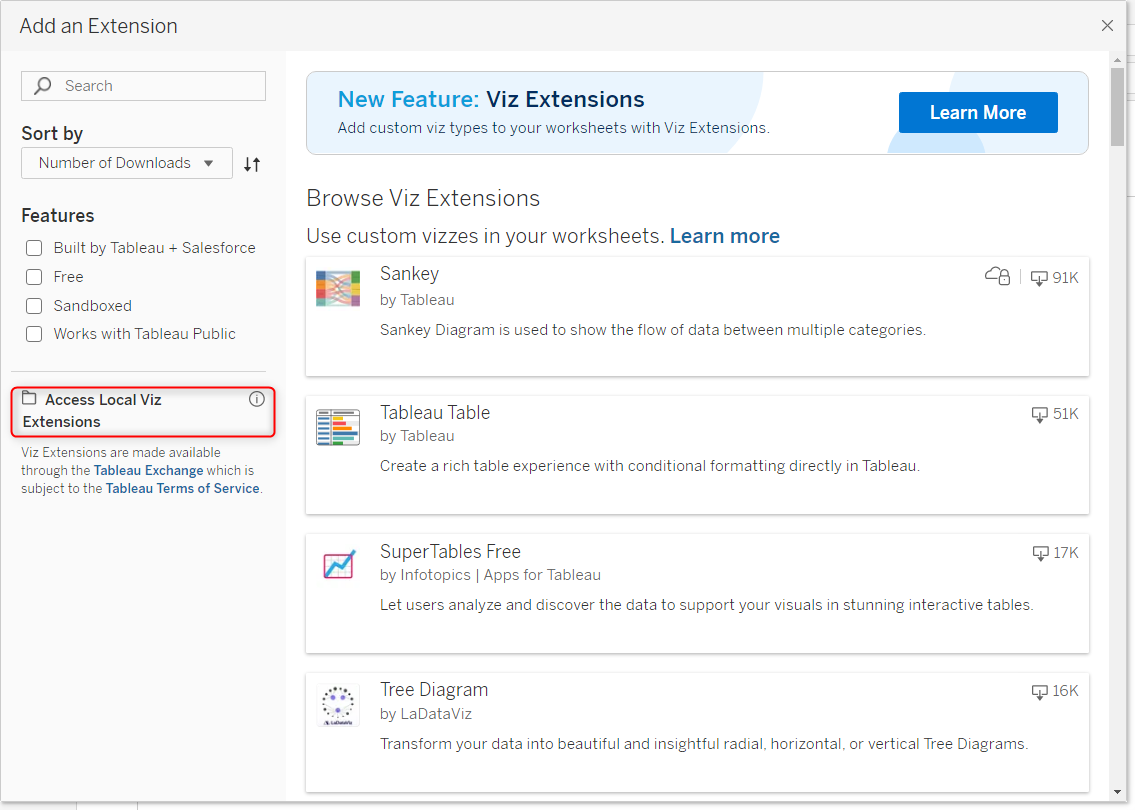 Add an Extension
Search
Sort by
Number of Downloads
Features
Built by Tableau + Salesforce
Free
Sandboxed
Works with Tableau Public
Access Local Viz
Extensions
Viz Extensions are made available
through the Tableau Exchange which is
subject to the Tableau Terms of Service.
New Feature: Viz Extensions
Add custom viz types to your worksheets with Viz Extensions.
Learn More
Browse Viz Extensions
Use custom vizzes in your worksheets. Learn more
Sankey
91K
by Tableau
Sankey Diagram is used to show the flow of data between multiple categories.
Tableau Table
51K
by Tableau
Create a rich table experience with conditional formatting directly in Tableau.
SuperTables Free
17K
by Infotopics | Apps for Tableau
Let users analyze and discover the data to support your visuals in stunning interactive tables.
Tree Diagram
16K
by LaDataViz
Transform your data into beautiful and insightful radial, horizontal, or vertical Tree Diagrams.